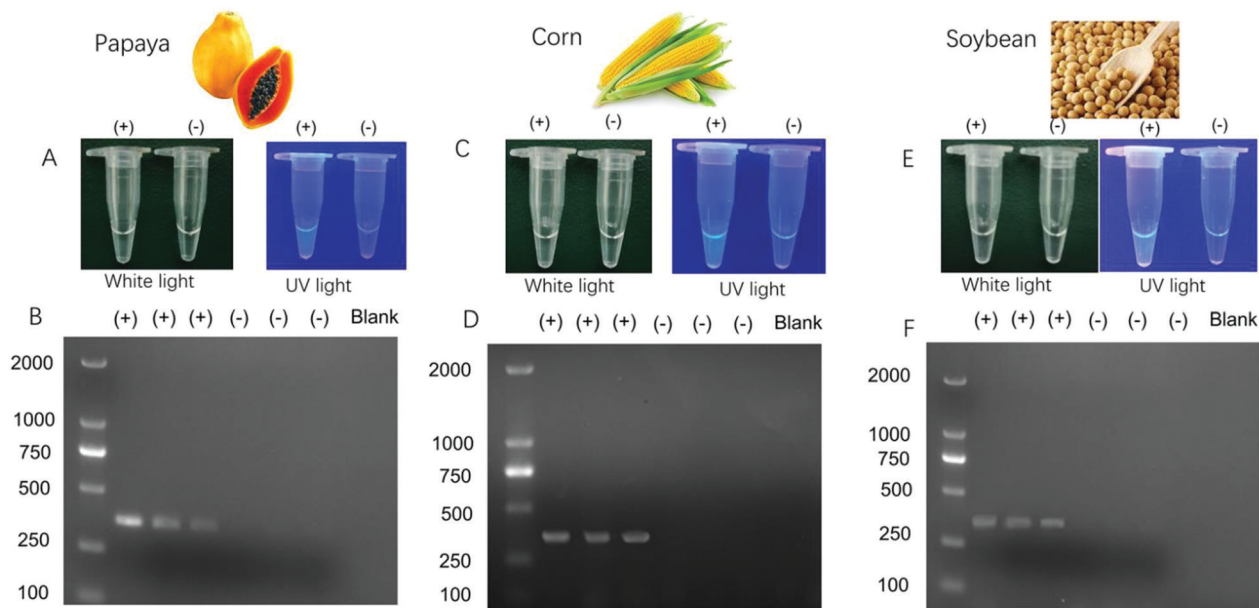 Papaya
Corn
Soybean
(+) (-) (+) (-)
(+) (-) (+) (-)
(+) (-) (+) (-)
A
C
E
White light UV light
White light UV light
White light UV light
B
(+) (+) (+) (-) (-) (-) Blank
2000
1000
750
500
250
100
D
(+) (+) (+) (-) (-) (-) Blank
2000
1000
750
500
250
100
F
(+) (+) (+) (-) (-) (-) Blank
2000
1000
750
500
250
100